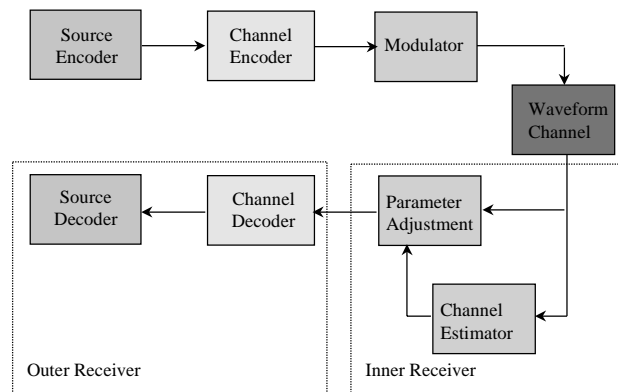 Source
Encoder
Channel
Encoder
Modulator
Waveform
Channel
Source
Decoder
Channel
Decoder
Parameter
Adjustment
Channel
Estimator
Outer Receiver
Inner Receiver